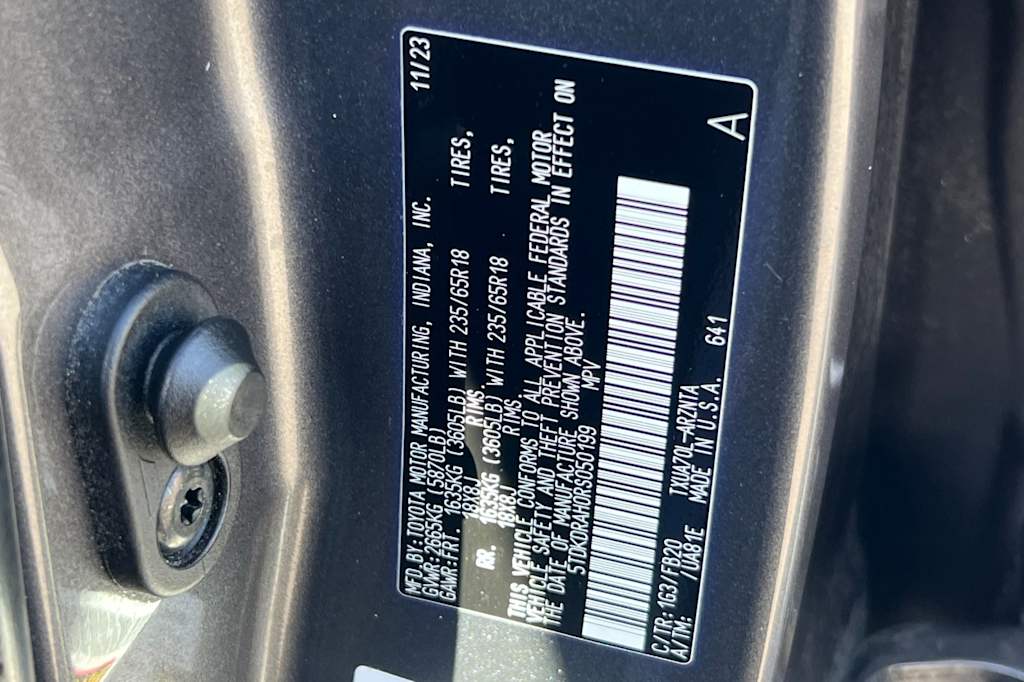 MFD.BY:TOYOTA MOTOR MANUFACTURING, INDIANA, INC. 11/23
GVWR:2665KG (5870LB)
GAWR:FRT. 1635KG (3605LB) WITH 235/65R18 TIRES,
18X8J RIMS.
RR. 1635KG (3605LB) WITH 235/65R18 TIRES,
18X8J RIMS.
THIS VEHICLE CONFORMS TO ALL APPLICABLE FEDERAL MOTOR
VEHICLE SAFETY AND THEFT PREVENTION STANDARDS IN EFFECT ON
THE DATE OF MANUFACTURE SHOWN ABOVE.
5TDKDRAH0RS050199 MPV
C/TR:1G3/FB20 TXUA70L-ARZNTA 641
A/TM: /UA81E MADE IN U.S.A. A